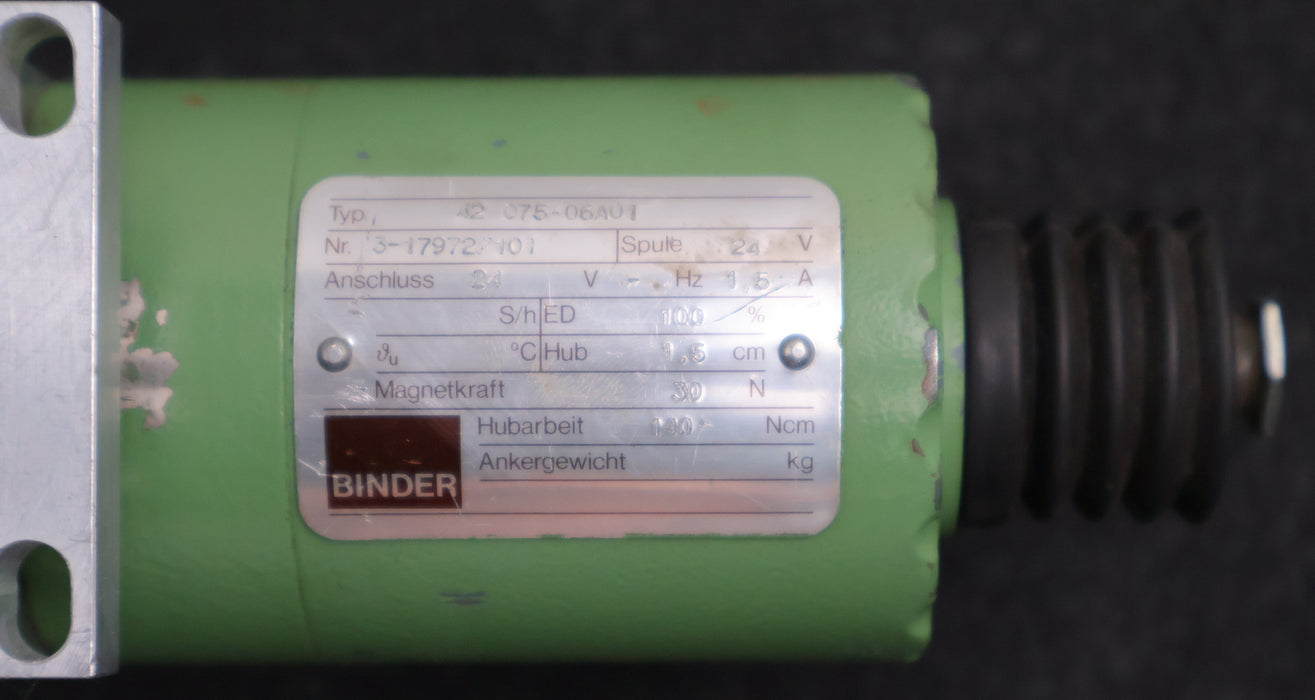 Typ. 42 075-06A01
Nr. 3-17972/101 Spule 24 V
Anschluss 24 V - Hz 1,5 A
S/h ED 100 %
ϑu °C Hub 1,5 cm
Magnetkraft 30 N
Hubarbeit 140 Ncm
Ankergewicht kg
BINDER